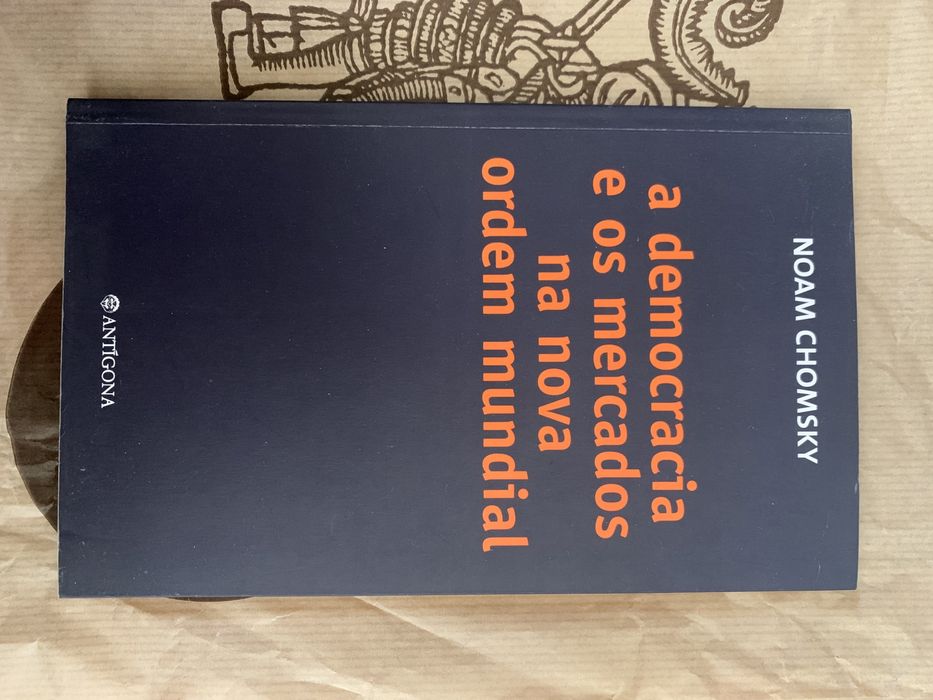 NOAM CHOMSKY
a democracia
e os mercados
na nova
ordem mundial
ANTÍGONA